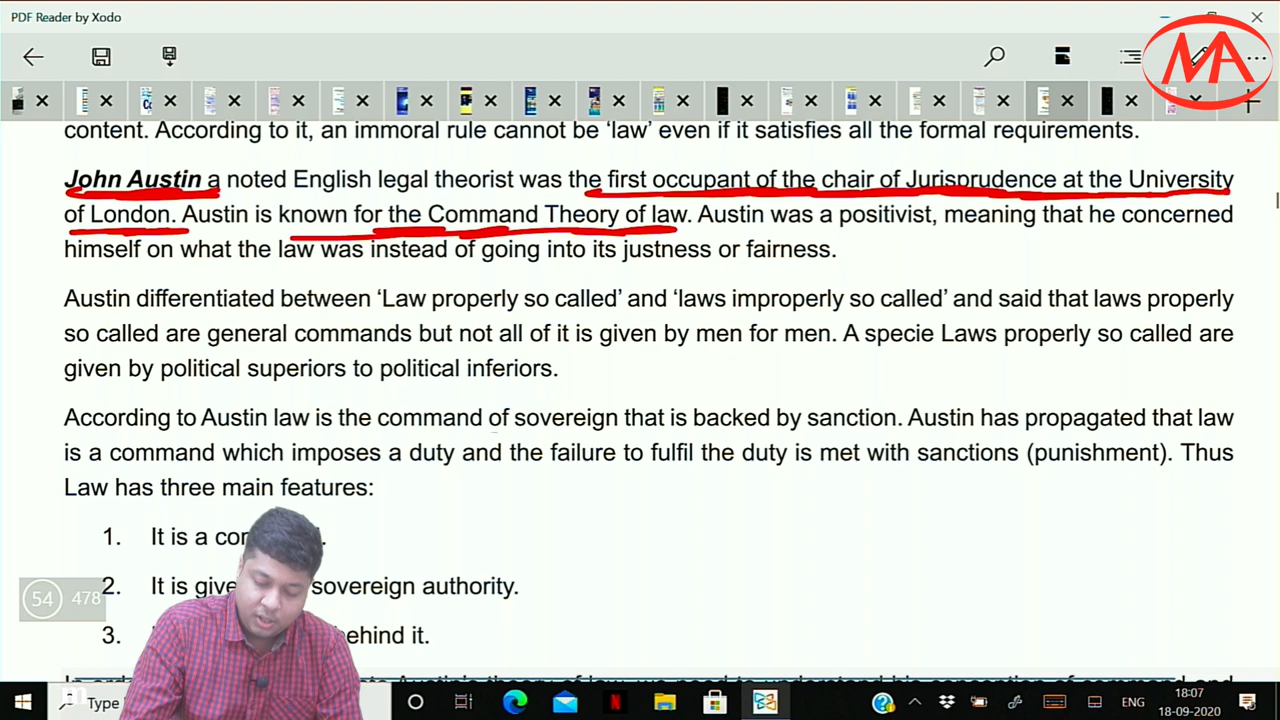 PDF Reader by Xodo
MA
content. According to it, an immoral rule cannot be ‘law’ even if it satisfies all the formal requirements.
John Austin a noted English legal theorist was the first occupant of the chair of Jurisprudence at the University
of London. Austin is known for the Command Theory of law. Austin was a positivist, meaning that he concerned
himself on what the law was instead of going into its justness or fairness.
Austin differentiated between ‘Law properly so called’ and ‘laws improperly so called’ and said that laws properly
so called are general commands but not all of it is given by men for men. A specie Laws properly so called are
given by political superiors to political inferiors.
According to Austin law is the command of sovereign that is backed by sanction. Austin has propagated that law
is a command which imposes a duty and the failure to fulfil the duty is met with sanctions (punishment). Thus
Law has three main features:
1. It is a
2. It is sovereign authority.
3. it.
54 478
Type
ENG
18:07
18-09-2020